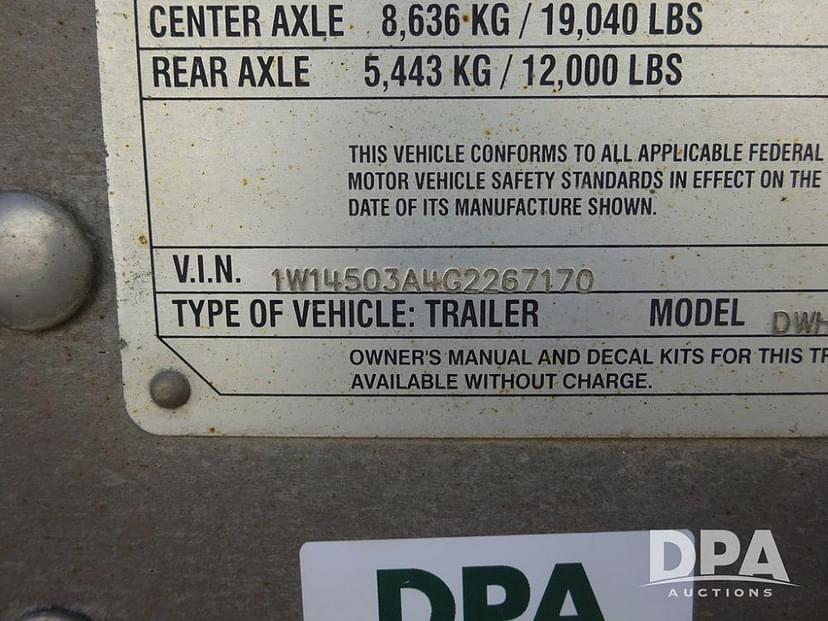 CENTER AXLE 8,636 KG / 19,040 LBS
REAR AXLE 5,443 KG / 12,000 LBS
THIS VEHICLE CONFORMS TO ALL APPLICABLE FEDERAL
MOTOR VEHICLE SAFETY STANDARDS IN EFFECT ON THE
DATE OF ITS MANUFACTURE SHOWN.
V.I.N. 1W14503A4G2267170
TYPE OF VEHICLE: TRAILER MODEL DWH
OWNER'S MANUAL AND DECAL KITS FOR THIS TR
AVAILABLE WITHOUT CHARGE.
DPA
DPA
AUCTIONS